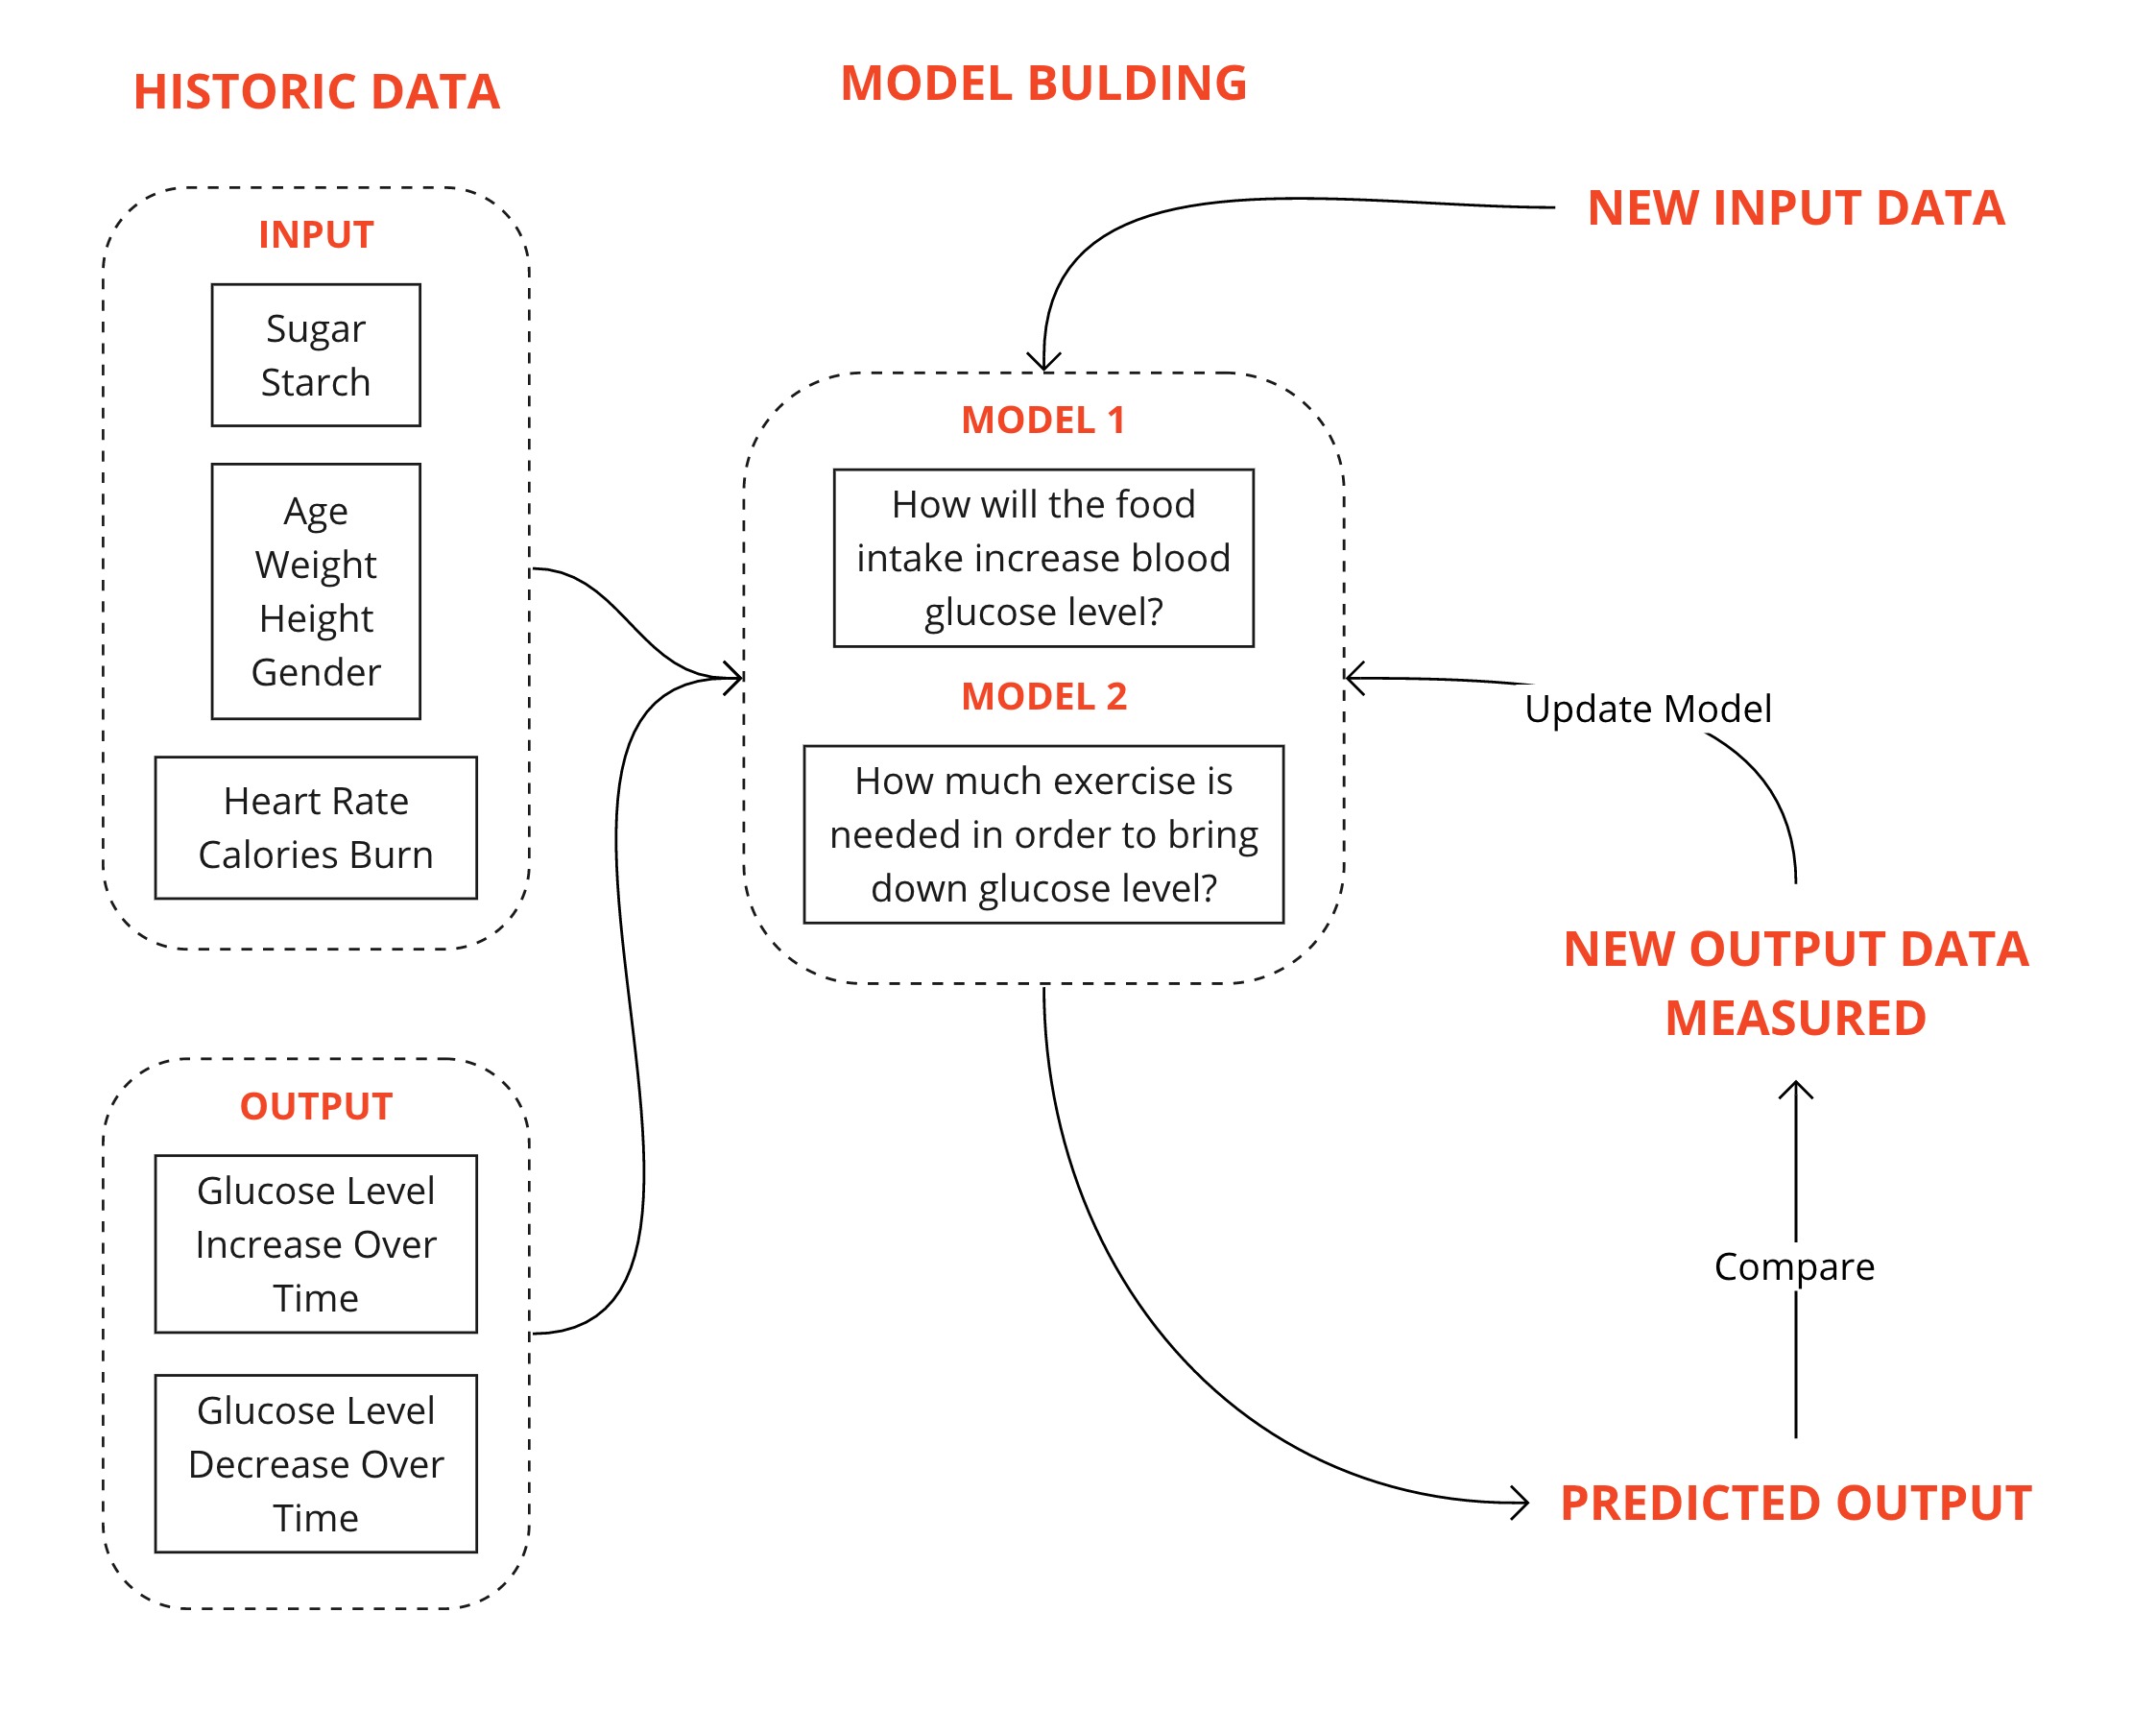 HISTORIC DATA
INPUT
Sugar
Starch
Age
Weight
Height
Gender
Heart Rate
Calories Burn
OUTPUT
Glucose Level
Increase Over
Time
Glucose Level
Decrease Over
Time
MODEL BULDING
MODEL 1
How will the food
intake increase blood
glucose level?
MODEL 2
How much exercise is
needed in order to bring
down glucose level?
NEW INPUT DATA
Update Model
NEW OUTPUT DATA
MEASURED
Compare
PREDICTED OUTPUT